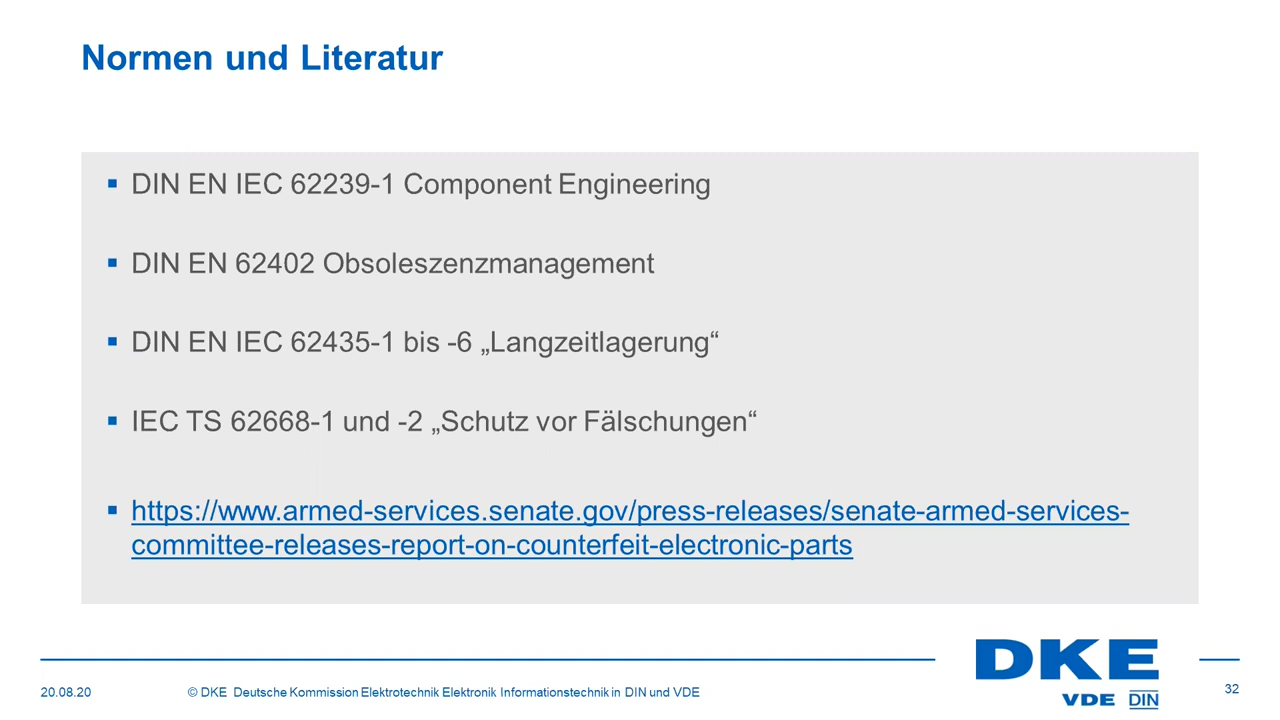 Normen und Literatur
▪ DIN EN IEC 62239-1 Component Engineering
▪ DIN EN 62402 Obsoleszenzmanagement
▪ DIN EN IEC 62435-1 bis -6 „Langzeitlagerung“
▪ IEC TS 62668-1 und -2 „Schutz vor Fälschungen“
▪ https://www.armed-services.senate.gov/press-releases/senate-armed-services-
committee-releases-report-on-counterfeit-electronic-parts
DKE
VDE DIN
20.08.20 © DKE Deutsche Kommission Elektrotechnik Elektronik Informationstechnik in DIN und VDE 32